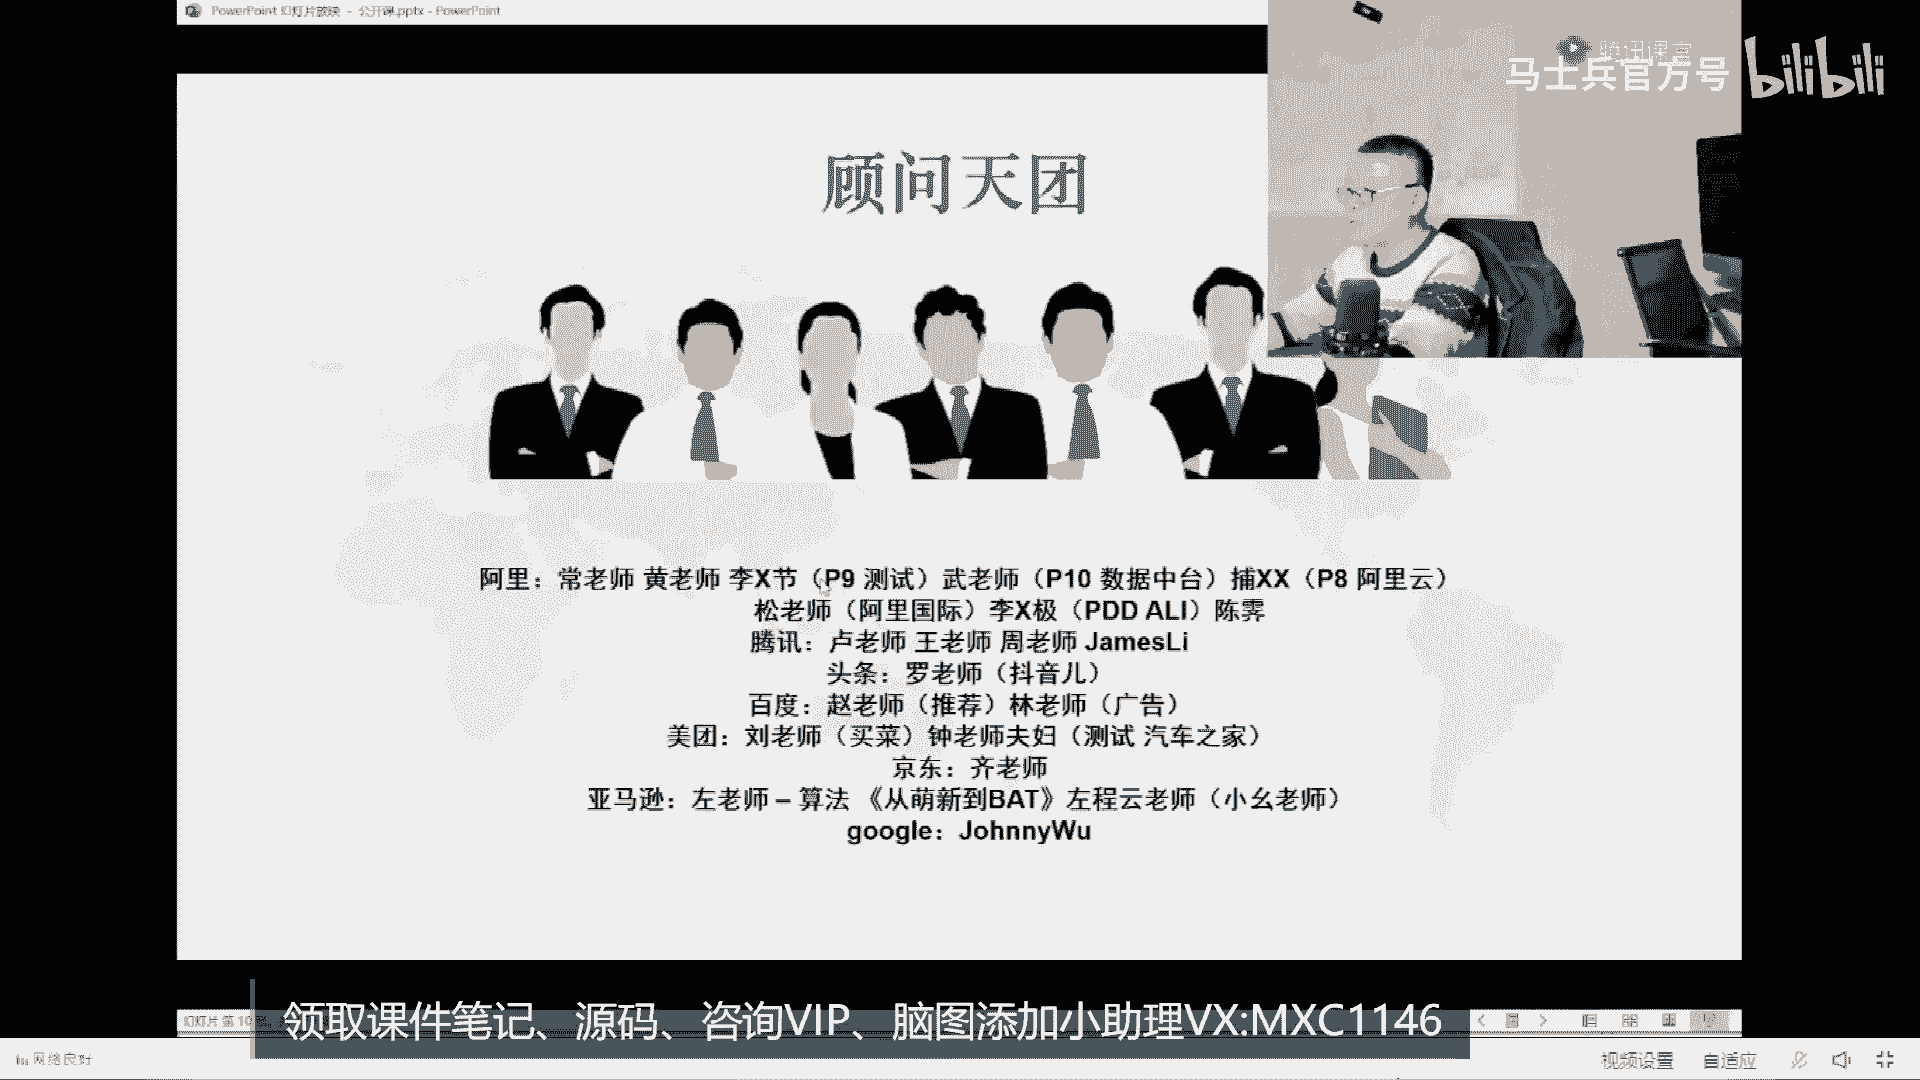 PowerPoint 幻灯片放映 - 公开课.pptx - PowerPoint
腾讯课堂
马士兵官方号 bilibili
顾问天团
阿里：常老师 黄老师 李X节（P9 测试）武老师（P10 数据中台）捕XX（P8 阿里云）
松老师（阿里国际）李X极（PDD ALI）陈霁
腾讯：卢老师 王老师 周老师 JamesLi
头条：罗老师（抖音儿）
百度：赵老师（推荐）林老师（广告）
美团：刘老师（买菜）钟老师夫妇（测试 汽车之家）
京东：齐老师
亚马逊：左老师 – 算法 《从萌新到BAT》左程云老师（小幺老师）
google：JohnnyWu
幻灯片 第 10
领取课件笔记、源码、咨询VIP、脑图添加小助理VX:MXC1146
网络良好
视频设置 自适应